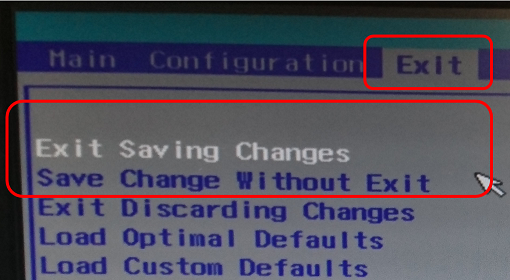 Main Configuration Exit
Exit Saving Changes
Save Change Without Exit
Exit Discarding Changes
Load Optimal Defaults
Load Custom Defaults